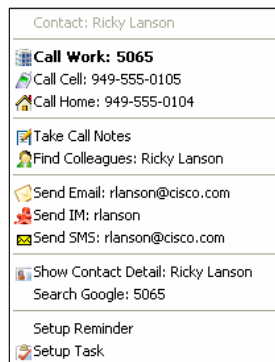 Contact: Ricky Lanson
Call Work: 5065
Call Cell: 949-555-0105
Call Home: 949-555-0104
Take Call Notes
Find Colleagues: Ricky Lanson
Send Email: rlanson@cisco.com
Send IM: rlanson
Send SMS: rlanson@cisco.com
Show Contact Detail: Ricky Lanson
Search Google: 5065
Setup Reminder
Setup Task